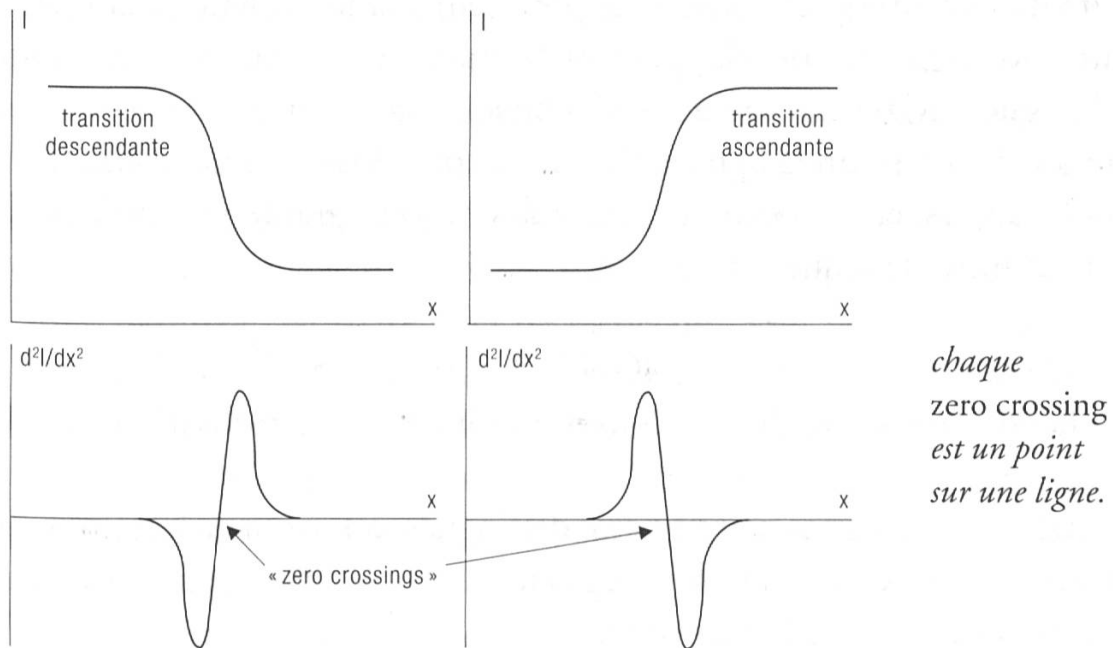 I
transition
descendante
X
I
transition
ascendante
X
d²I/dx²
X
d²I/dx²
X
« zero crossings »
chaque
zero crossing
est un point
sur une ligne.